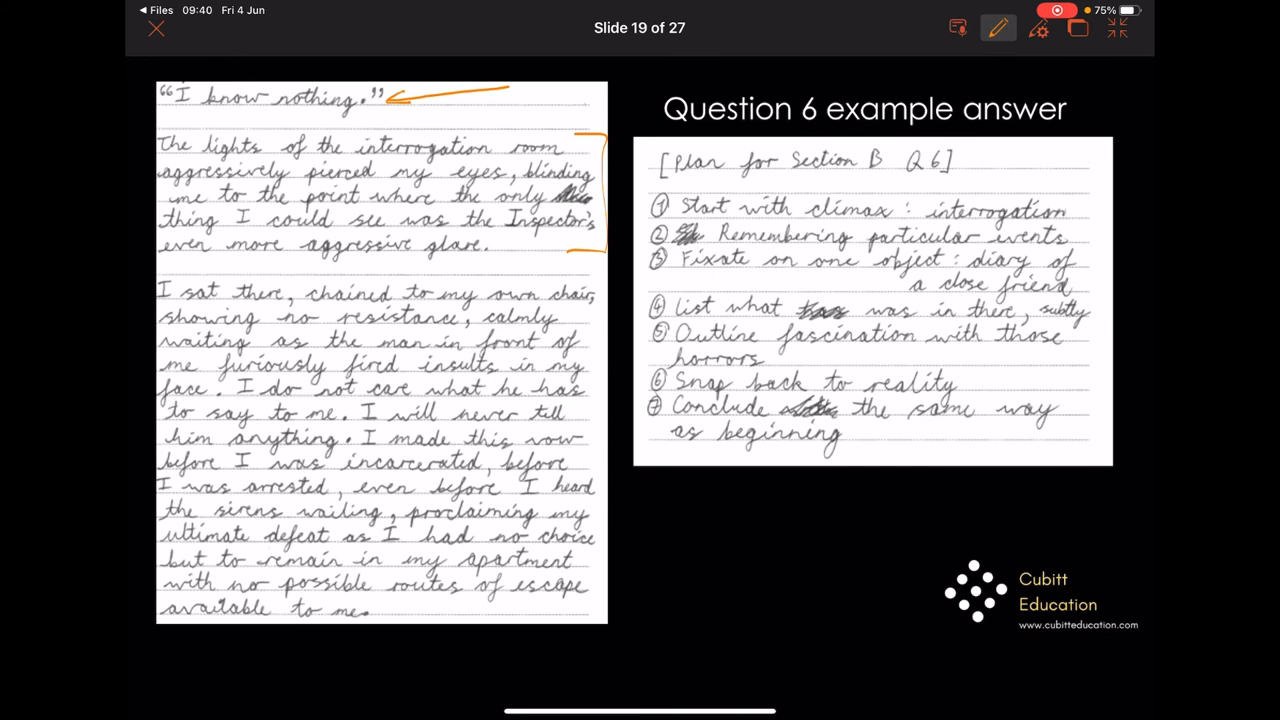 ◀ Files 09:40 Fri 4 Jun
75%
Slide 19 of 27
“I know nothing.”
The lights of the interrogation room
aggressively pierced my eyes, blinding
me to the point where the only
thing I could see was the Inspector's
even more aggressive glare.
I sat there, chained to my own chair,
showing no resistance, calmly
waiting as the man in front of
me furiously fired insults in my
face. I do not care what he has
to say to me. I will never tell
him anything. I made this vow
before I was incarcerated, before
I was arrested, even before I heard
the sirens wailing, proclaiming my
ultimate defeat as I had no choice
but to remain in my apartment
with no possible routes of escape
available to me.
Question 6 example answer
[Plan for Section B Q6]
① Start with climax: interrogation
② Remembering particular events
③ Fixate on one object: diary of
a close friend
④ List what was in there, subtly
⑤ Outline fascination with those
horrors
⑥ Snap back to reality
⑦ Conclude the same way
as beginning
Cubitt
Education
www.cubitteducation.com